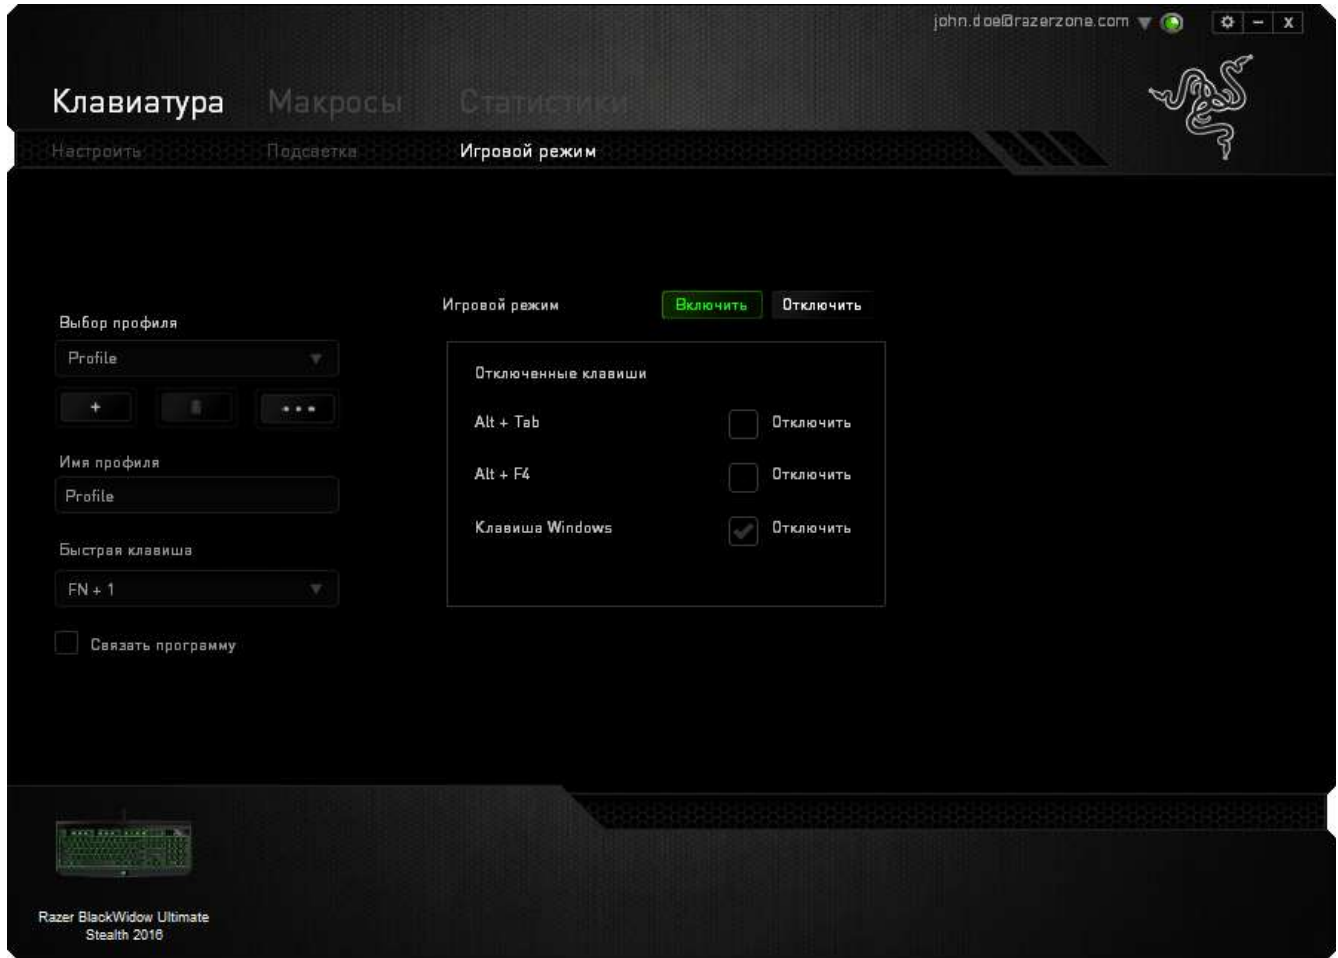 john.doe@razerzone.com
Клавиатура Макросы Статистики
Настроить Подсветка Игровой режим
Выбор профиля
Profile
+
Имя профиля
Profile
Быстрая клавиша
FN + 1
Связать программу
Игровой режим Включить Отключить
Отключенные клавиши
Alt + Tab Отключить
Alt + F4 Отключить
Клавиша Windows Отключить
Razer BlackWidow Ultimate
Stealth 2016